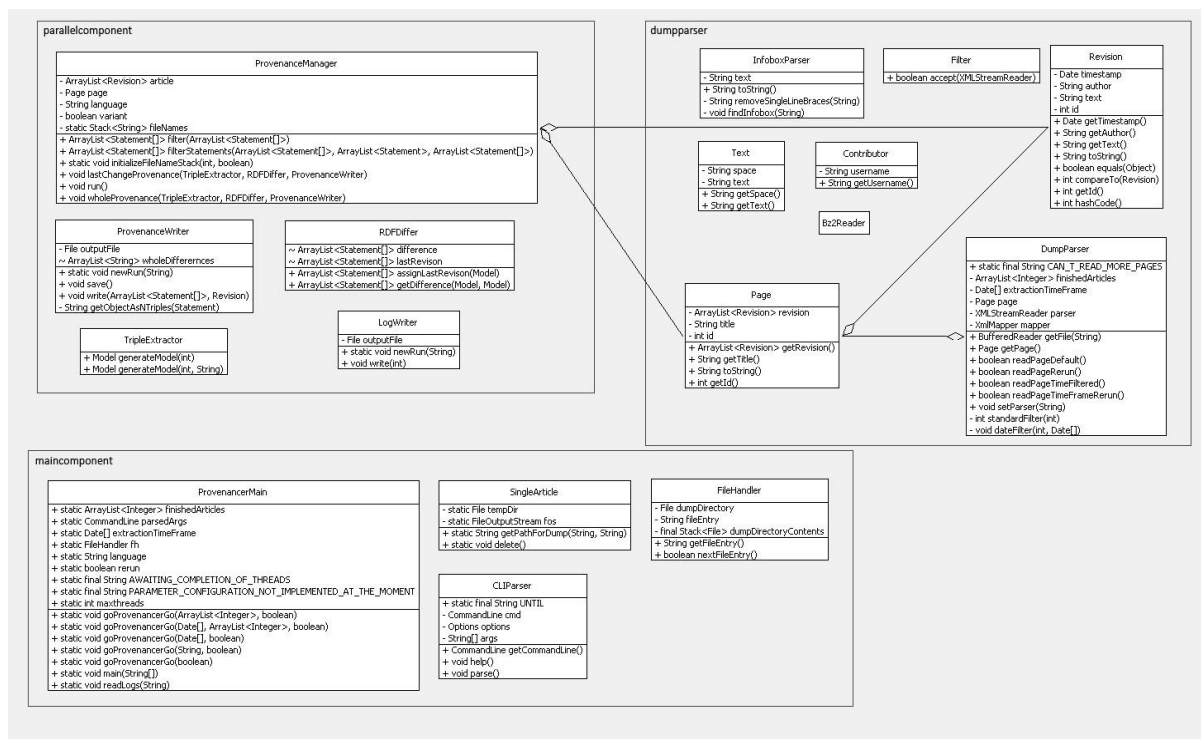 parallelcomponent
ProvenanceManager
- ArrayList<Revision> article
- Page page
- String language
- boolean variant
- static Stack<String> fileNames
+ ArrayList<Statement[]> filter(ArrayList<Statement[]>)
+ ArrayList<Statement[]> filterStatements(ArrayList<Statement[]>, ArrayList<Statement>, ArrayList<Statement[]>)
+ static void initializeFileNameStack(int, boolean)
+ void lastChangeProvenance(TripleExtractor, RDFDiffer, ProvenanceWriter)
+ void run()
+ void wholeProvenance(TripleExtractor, RDFDiffer, ProvenanceWriter)
ProvenanceWriter
- File outputFile
~ ArrayList<String> wholeDiffernces
+ static void newRun(String)
+ void save()
+ void write(ArrayList<Statement[]>, Revision)
- String getObjectAsNTriples(Statement)
RDFDiffer
~ ArrayList<Statement[]> difference
~ ArrayList<Statement[]> lastRevison
+ ArrayList<Statement[]> assignLastRevison(Model)
+ ArrayList<Statement[]> getDifference(Model, Model)
TripleExtractor
+ Model generateModel(int)
+ Model generateModel(int, String)
LogWriter
- File outputFile
+ static void newRun(String)
+ void write(int)
dumpparser
InfoboxParser
- String text
+ String toString()
- String removeSingleLineBraces(String)
- void findInfobox(String)
Filter
+ boolean accept(XMLStreamReader)
Revision
- Date timestamp
- String author
- String text
- int id
+ Date getTimestamp()
+ String getAuthor()
+ String getText()
+ String toString()
+ boolean equals(Object)
+ int compareTo(Revision)
+ int getId()
+ int hashCode()
Text
- String space
- String text
+ String getSpace()
+ String getText()
Contributor
- String username
+ String getUsername()
Bz2Reader
Page
- ArrayList<Revision> revision
- String title
- int id
+ ArrayList<Revision> getRevision()
+ String getTitle()
+ String toString()
+ int getId()
DumpParser
+ static final String CAN_T_READ_MORE_PAGES
- ArrayList<Integer> finishedArticles
- Date[] extractionTimeFrame
- Page page
- XMLStreamReader parser
- XmlMapper mapper
+ BufferedReader getFile(String)
+ Page getPage()
+ boolean readPageDefault()
+ boolean readPageRerun()
+ boolean readPageTimeFiltered()
+ boolean readPageTimeFrameRerun()
+ void setParser(String)
- int standardFilter(int)
- void dateFilter(int, Date[])
maincomponent
ProvenancerMain
+ static ArrayList<Integer> finishedArticles
+ static CommandLine parsedArgs
+ static Date[] extractionTimeFrame
+ static FileHandler fh
+ static String language
+ static boolean rerun
+ static final String AWAITING_COMPLETION_OF_THREADS
+ static final String PARAMETER_CONFIGURATION_NOT_IMPLEMENTED_AT_THE_MOMENT
+ static int maxthreads
+ static void goProvenancerGo(ArrayList<Integer>, boolean)
+ static void goProvenancerGo(Date[], ArrayList<Integer>, boolean)
+ static void goProvenancerGo(Date[], boolean)
+ static void goProvenancerGo(String, boolean)
+ static void goProvenancerGo(boolean)
+ static void main(String[])
+ static void readLogs(String)
SingleArticle
- static File tempDir
- static FileOutputStream fos
+ static String getPathForDump(String, String)
+ static void delete()
CLIParser
+ static final String UNTIL
- CommandLine cmd
- Options options
- String[] args
+ CommandLine getCommandLine()
+ void help()
+ void parse()
FileHandler
- File dumpDirectory
- String fileEntry
- final Stack<File> dumpDirectoryContents
+ String getFileEntry()
+ boolean nextFileEntry()